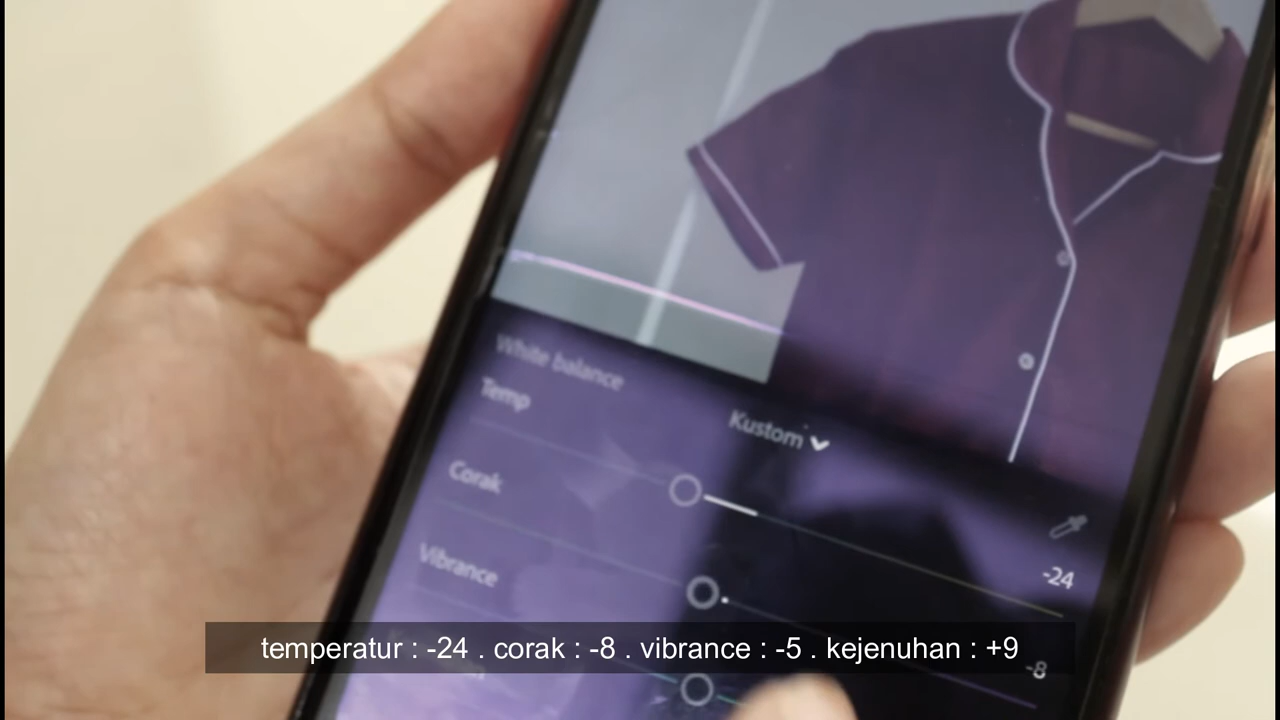 White balance
Temp
Kustom
Corak
-24
Vibrance
-8
temperatur : -24 . corak : -8 . vibrance : -5 . kejenuhan : +9